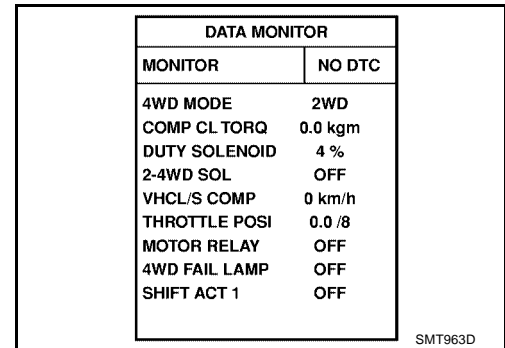 DATA MONITOR
MONITOR NO DTC
4WD MODE 2WD
COMP CL TORQ 0.0 kgm
DUTY SOLENOID 4 %
2-4WD SOL OFF
VHCL/S COMP 0 km/h
THROTTLE POSI 0.0 /8
MOTOR RELAY OFF
4WD FAIL LAMP OFF
SHIFT ACT 1 OFF
SMT963D